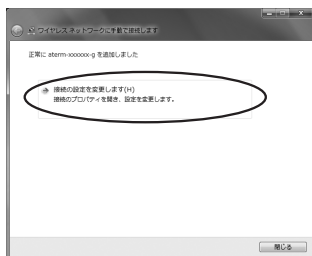 ワイヤレス ネットワークに手動で接続します
正常に aterm-xxxxxx-g を追加しました
接続の設定を変更します(H)
接続のプロパティを開き、設定を変更します。
閉じる